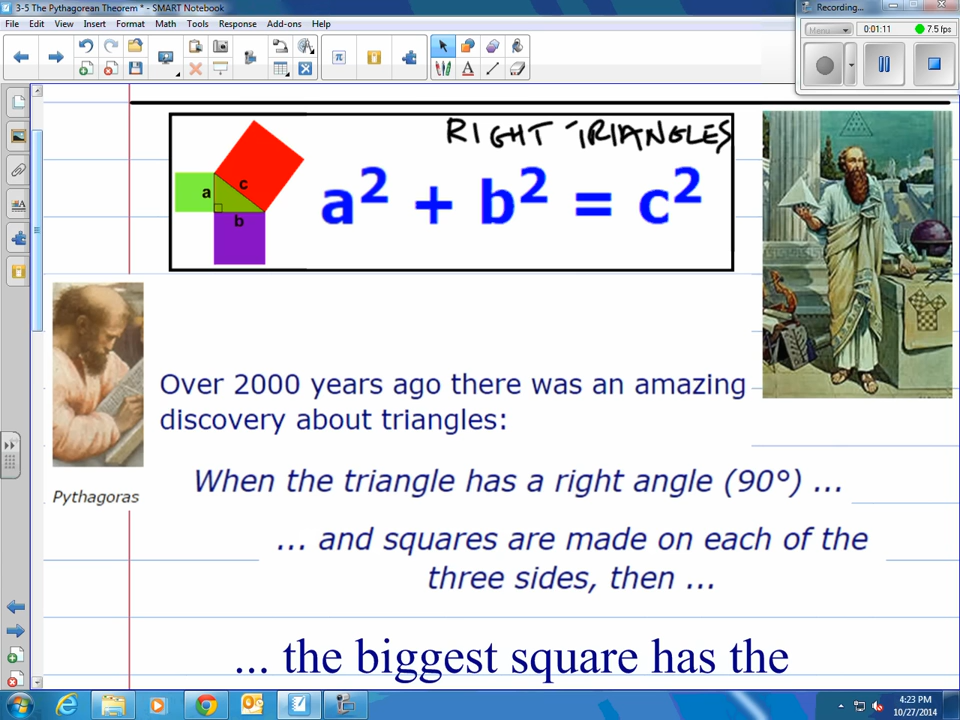 3-5 The Pythagorean Theorem * - SMART Notebook
Recording...
File Edit View Insert Format Math Tools Response Add-ons Help
Menu 0:01:11 7.5 fps
RIGHT TRIANGLES
a² + b² = c²
a
c
b
Over 2000 years ago there was an amazing
discovery about triangles:
When the triangle has a right angle (90°) ...
Pythagoras
... and squares are made on each of the
three sides, then ...
... the biggest square has the
4:23 PM
10/27/2014